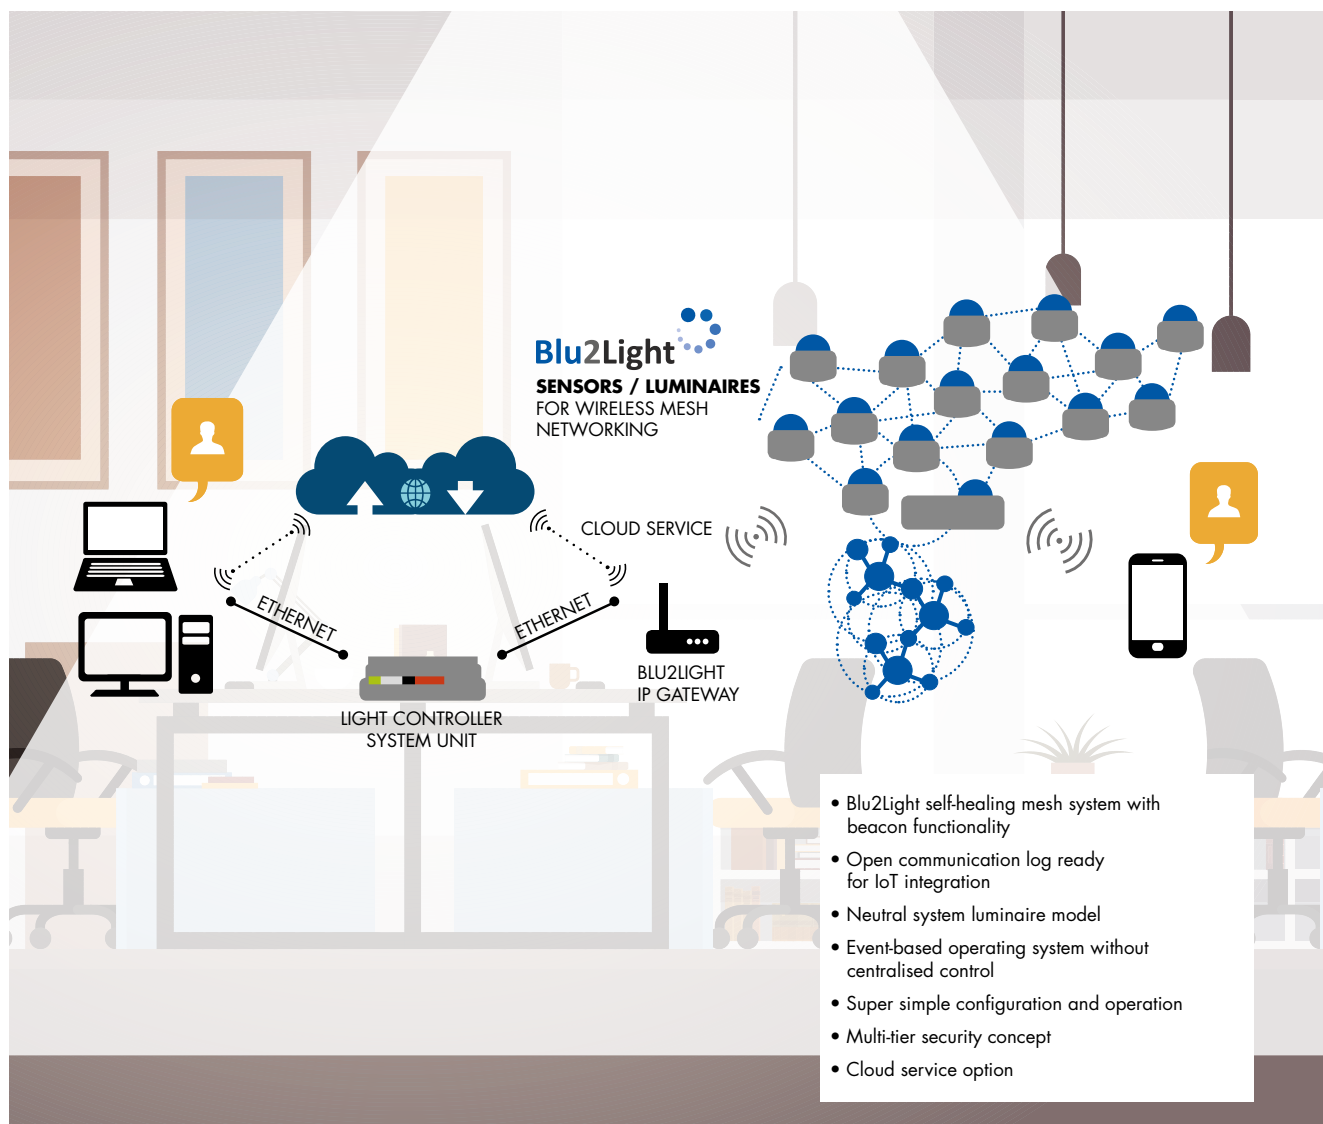 Blu2Light
SENSORS / LUMINAIRES
FOR WIRELESS MESH
NETWORKING
CLOUD SERVICE
ETHERNET
ETHERNET
BLU2LIGHT
IP GATEWAY
LIGHT CONTROLLER
SYSTEM UNIT
• Blu2Light self-healing mesh system with
beacon functionality
• Open communication log ready
for IoT integration
• Neutral system luminaire model
• Event-based operating system without
centralised control
• Super simple configuration and operation
• Multi-tier security concept
• Cloud service option